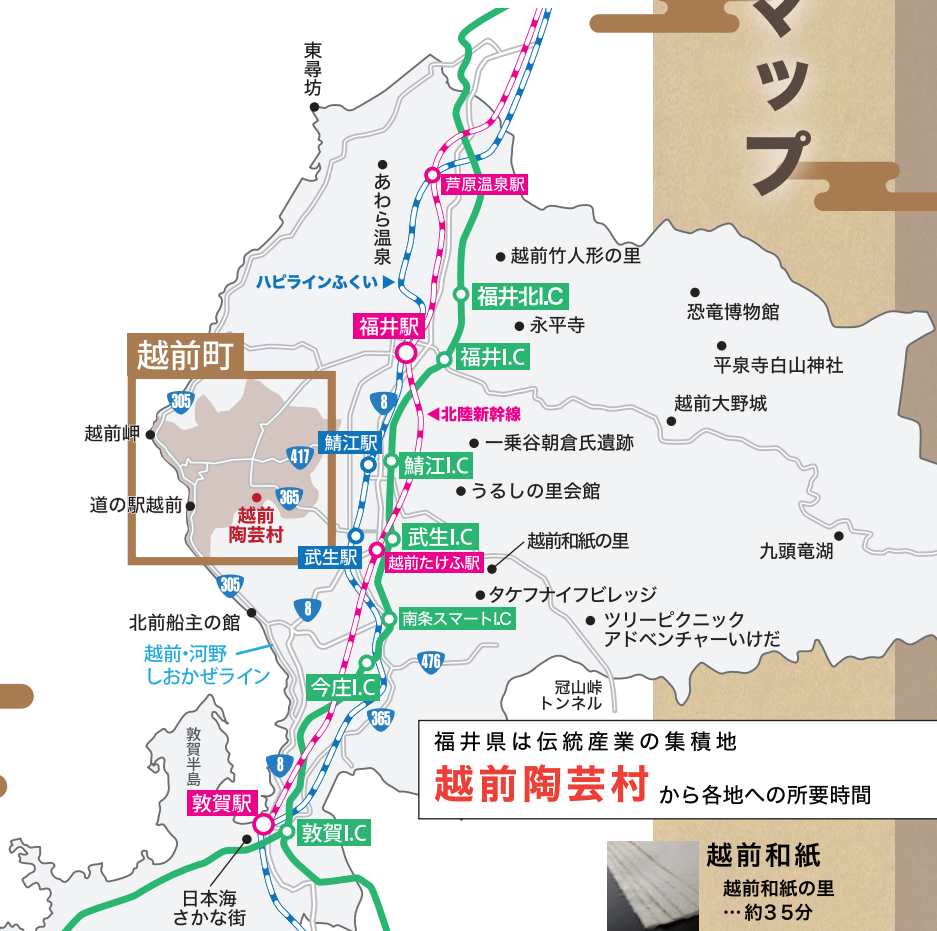 マップ
東尋坊
あわら温泉
芦原温泉駅
越前竹人形の里
ハピラインふくい
福井北I.C
恐竜博物館
永平寺
福井駅
福井I.C
平泉寺白山神社
越前町
305
8
越前大野城
北陸新幹線
越前岬
鯖江駅
一乗谷朝倉氏遺跡
417
鯖江I.C
365
うるしの里会館
道の駅越前
越前
陶芸村
武生I.C
武生駅
越前たけふ駅
越前和紙の里
九頭竜湖
305
タケフナイフビレッジ
8
北前船主の館
南条スマートI.C
ツリーピクニック
アドベンチャーいけだ
越前・河野
しおかぜライン
476
今庄I.C
冠山峠
トンネル
365
敦賀半島
8
敦賀駅
敦賀I.C
日本海
さかな街
福井県は伝統産業の集積地
越前陶芸村 から各地への所要時間
越前和紙
越前和紙の里
…約35分